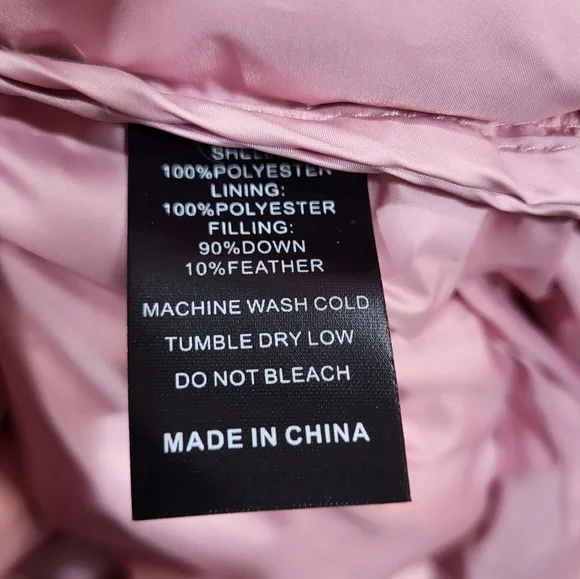 SHELL:
100%POLYESTER
LINING:
100%POLYESTER
FILLING:
90%DOWN
10%FEATHER
MACHINE WASH COLD
TUMBLE DRY LOW
DO NOT BLEACH
MADE IN CHINA